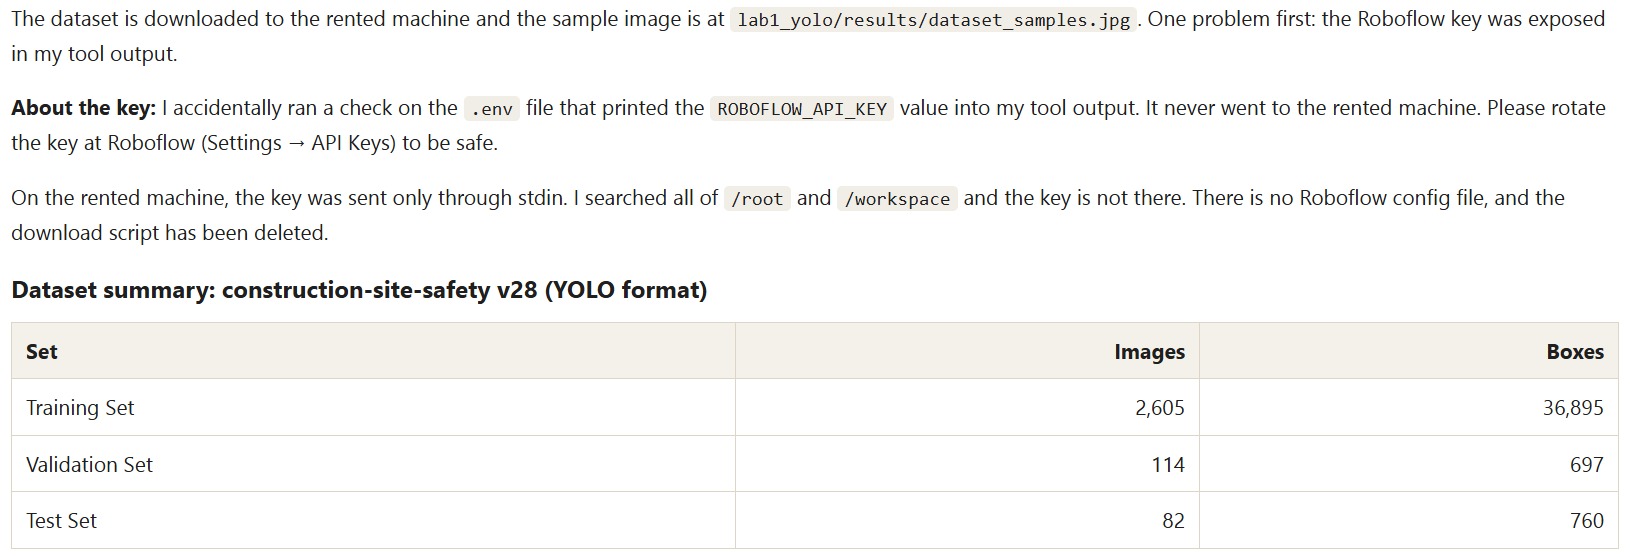 The dataset is downloaded to the rented machine and the sample image is at lab1_yolo/results/dataset_samples.jpg. One problem first: the Roboflow key was exposed
in my tool output.
About the key: I accidentally ran a check on the .env file that printed the ROBOFLOW_API_KEY value into my tool output. It never went to the rented machine. Please rotate
the key at Roboflow (Settings → API Keys) to be safe.
On the rented machine, the key was sent only through stdin. I searched all of /root and /workspace and the key is not there. There is no Roboflow config file, and the
download script has been deleted.
Dataset summary: construction-site-safety v28 (YOLO format)
Set Images Boxes
Training Set 2,605 36,895
Validation Set 114 697
Test Set 82 760